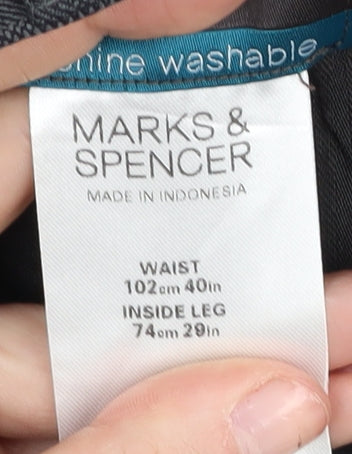 washable
MARKS &
SPENCER
MADE IN INDONESIA
WAIST
102cm 40in
INSIDE LEG
74cm 29in